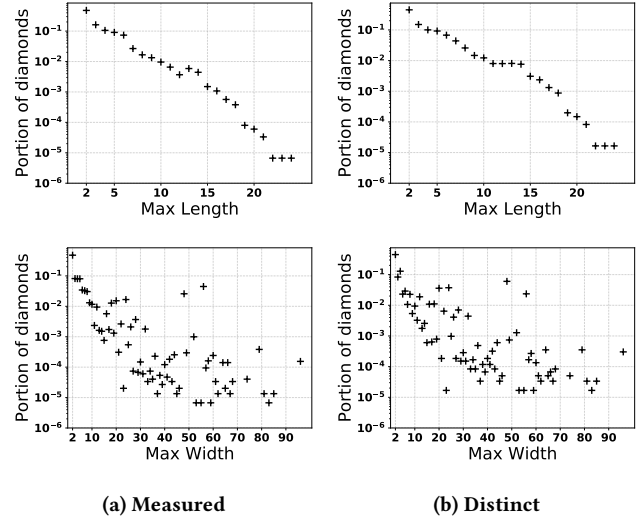 Portion of diamonds
10⁻¹
10⁻²
10⁻³
10⁻⁴
10⁻⁵
10⁻⁶
2 5 10 15 20
Max Length
Portion of diamonds
10⁻¹
10⁻²
10⁻³
10⁻⁴
10⁻⁵
10⁻⁶
2 5 10 15 20
Max Length
Portion of diamonds
10⁻¹
10⁻²
10⁻³
10⁻⁴
10⁻⁵
10⁻⁶
2 10 20 30 40 50 60 70 80 90
Max Width
Portion of diamonds
10⁻¹
10⁻²
10⁻³
10⁻⁴
10⁻⁵
10⁻⁶
2 10 20 30 40 50 60 70 80 90
Max Width
(a) Measured
(b) Distinct